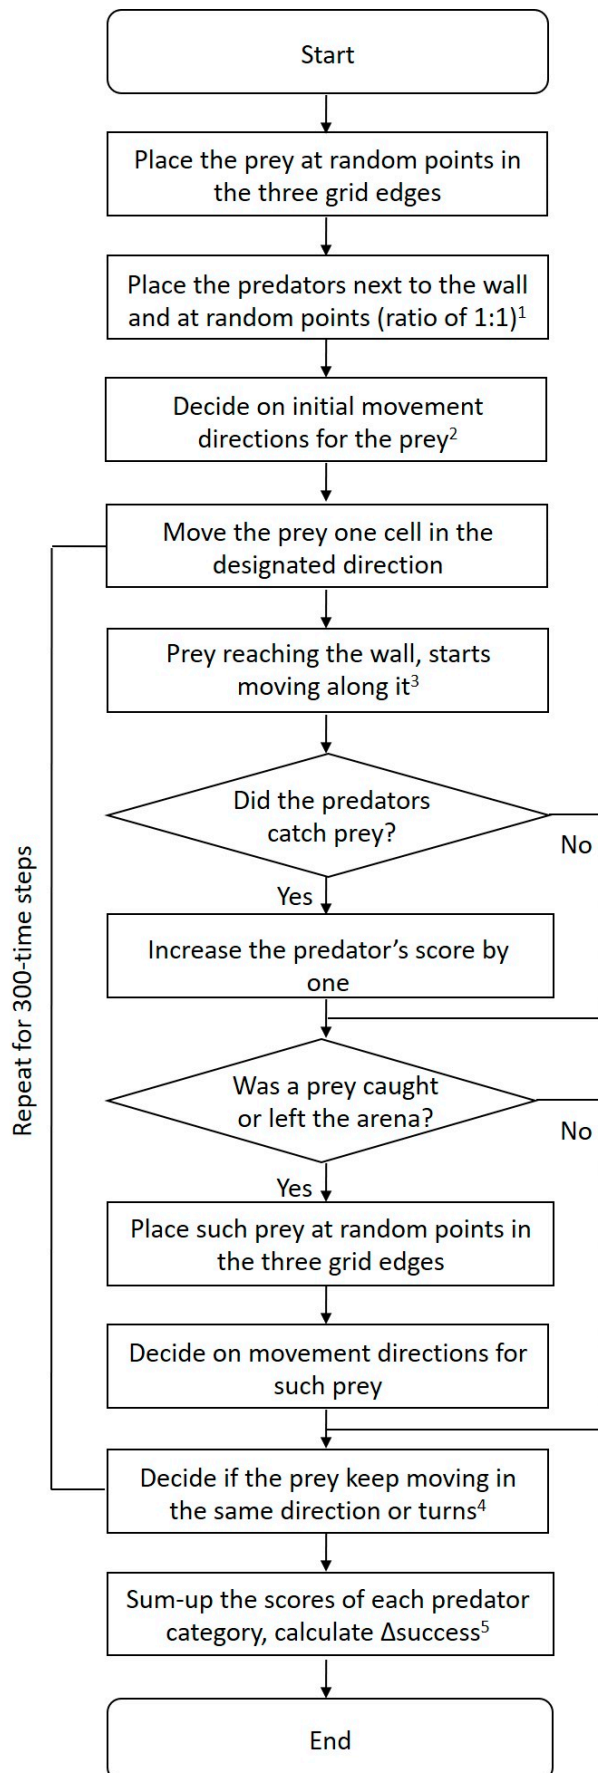 Start
Place the prey at random points in
the three grid edges
Place the predators next to the wall
and at random points (ratio of 1:1)¹
Decide on initial movement
directions for the prey²
Move the prey one cell in the
designated direction
Prey reaching the wall, starts
moving along it³
Did the predators
catch prey?
No
Yes
Increase the predator’s score by
one
Was a prey caught
or left the arena?
No
Yes
Place such prey at random points in
the three grid edges
Decide on movement directions for
such prey
Decide if the prey keep moving in
the same direction or turns⁴
Sum-up the scores of each predator
category, calculate Δsuccess⁵
End
Repeat for 300-time steps